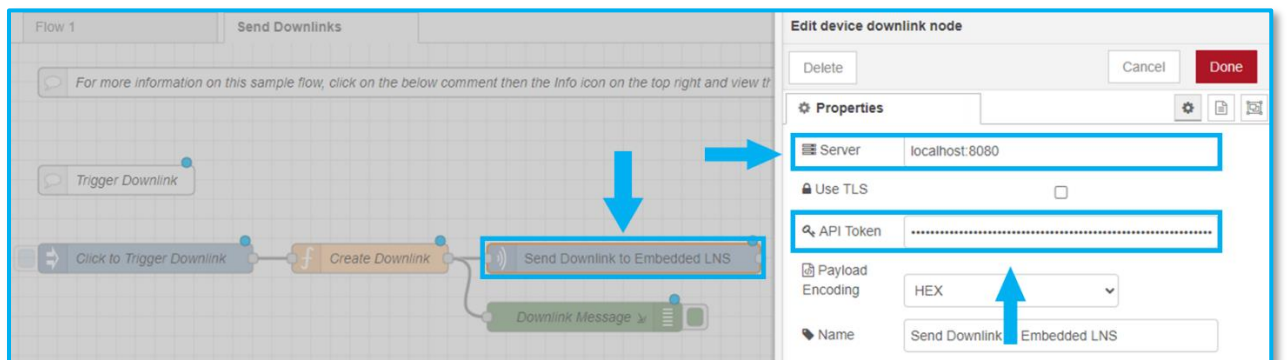 Flow 1
Send Downlinks
For more information on this sample flow, click on the below comment then the Info icon on the top right and view th
Trigger Downlink
Click to Trigger Downlink
Create Downlink
Send Downlink to Embedded LNS
Downlink Message
Edit device downlink node
Delete
Cancel
Done
Properties
Server
localhost:8080
Use TLS
API Token
Payload
Encoding
HEX
Name
Send Downlink Embedded LNS